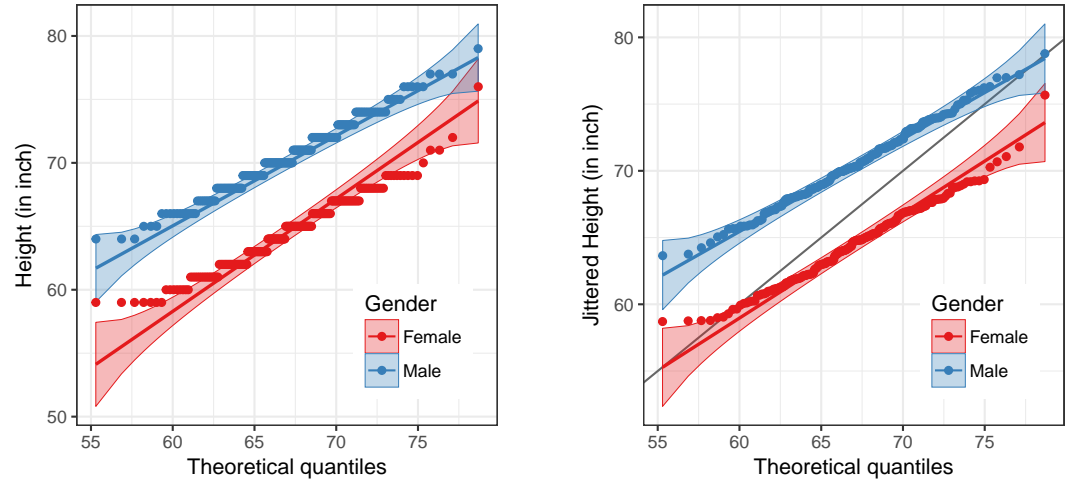 80
70
60
50
Height (in inch)
55
60
65
70
75
Theoretical quantiles
Gender
Female
Male
80
70
60
Jittered Height (in inch)
55
60
65
70
75
Theoretical quantiles
Gender
Female
Male